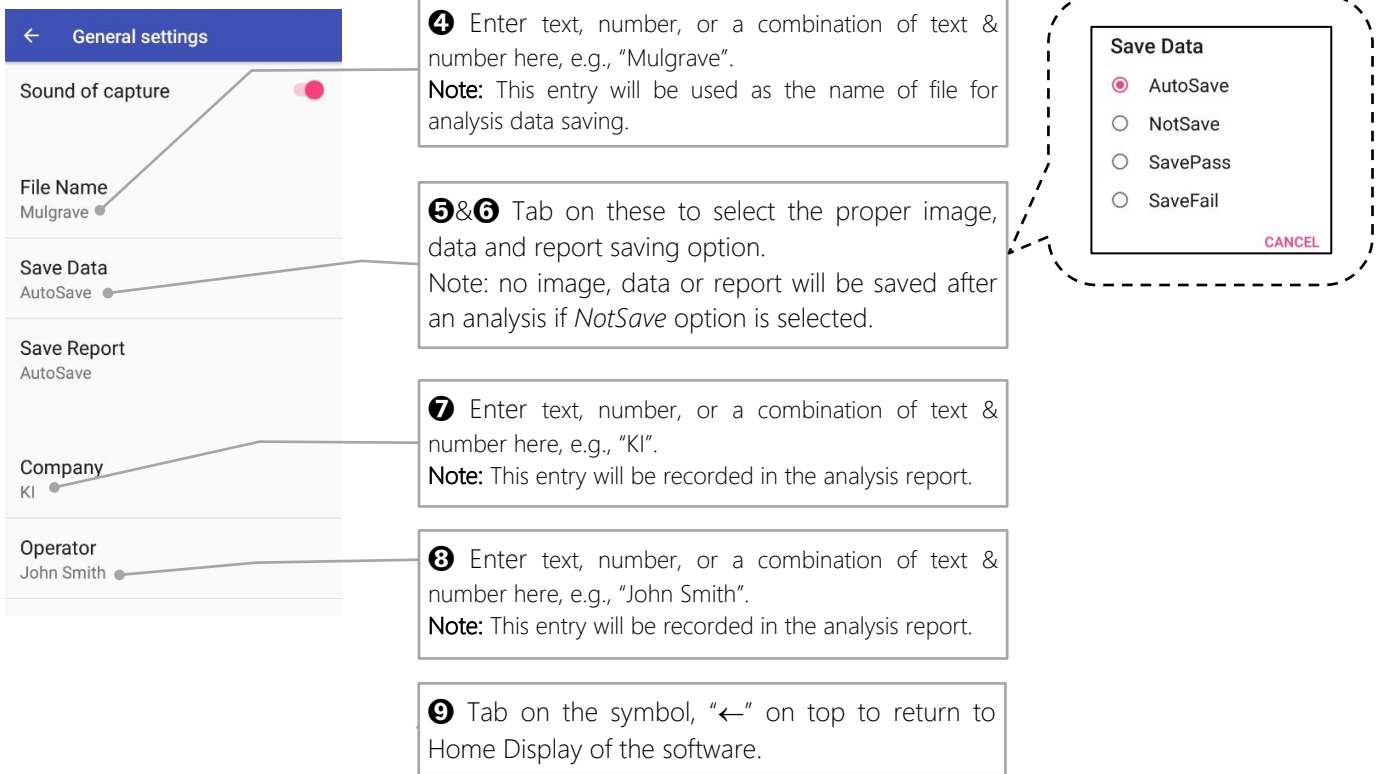 ← General settings
Sound of capture
File Name
Mulgrave
Save Data
AutoSave
Save Report
AutoSave
Company
KI
Operator
John Smith
❹ Enter text, number, or a combination of text &
number here, e.g., “Mulgrave”.
Note: This entry will be used as the name of file for
analysis data saving.
❺&❻ Tab on these to select the proper image,
data and report saving option.
Note: no image, data or report will be saved after
an analysis if NotSave option is selected.
❼ Enter text, number, or a combination of text &
number here, e.g., “KI”.
Note: This entry will be recorded in the analysis report.
❽ Enter text, number, or a combination of text &
number here, e.g., “John Smith”.
Note: This entry will be recorded in the analysis report.
❾ Tab on the symbol, “←” on top to return to
Home Display of the software.
Save Data
AutoSave
NotSave
SavePass
SaveFail
CANCEL